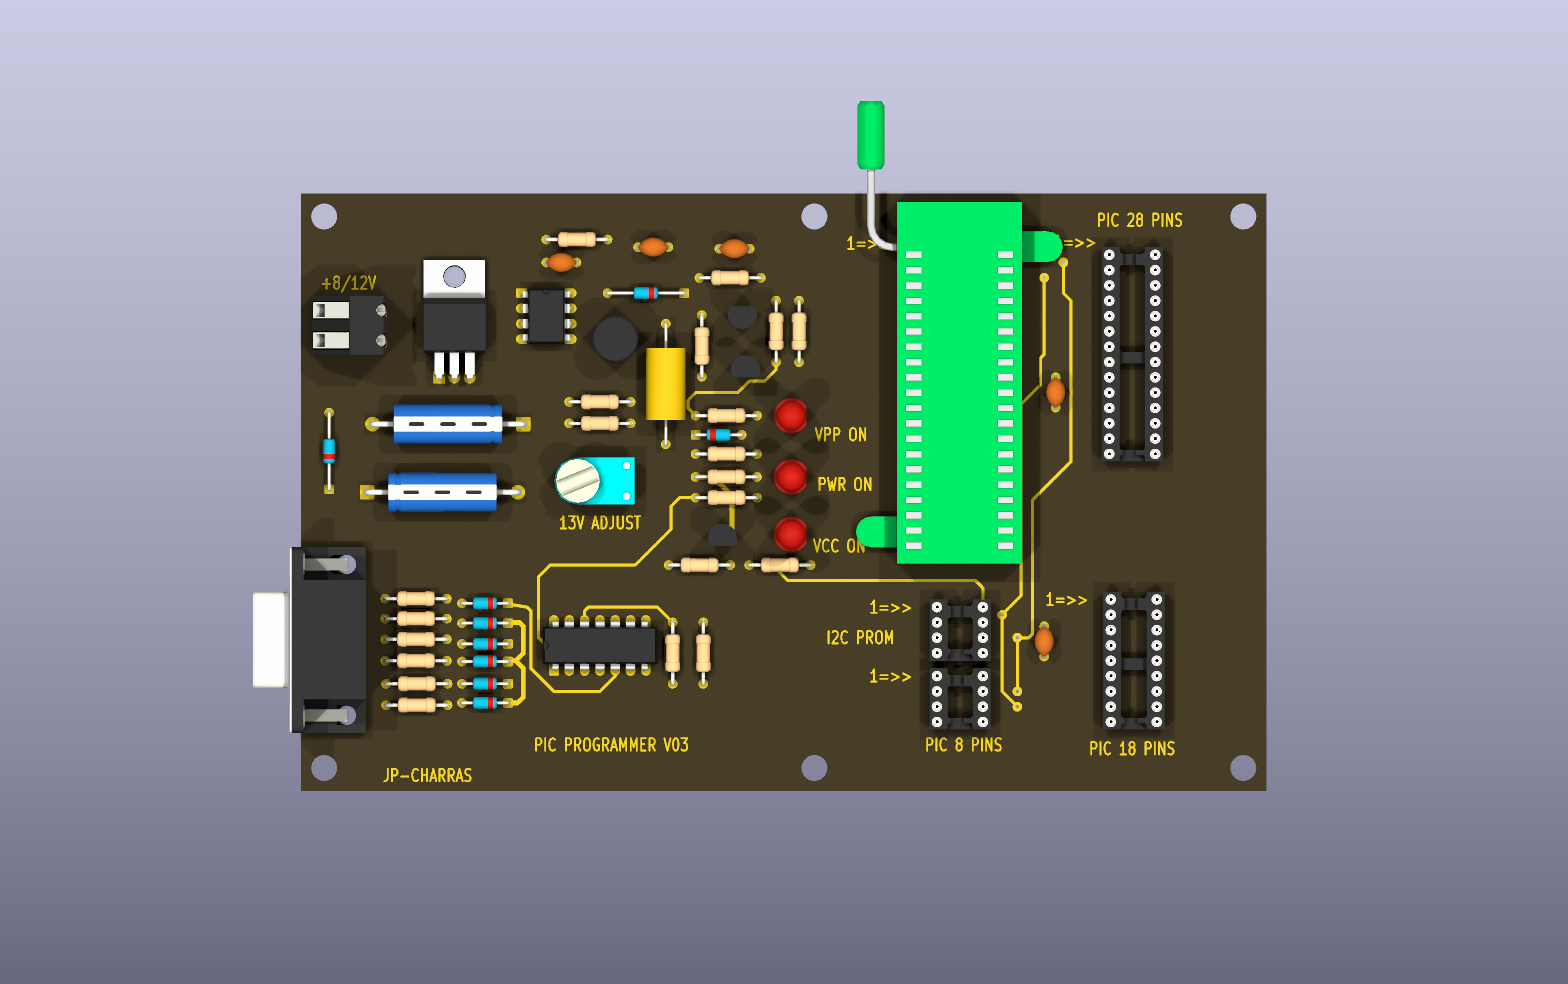 PIC 28 PINS
1=>
=>>
+8/12V
VPP ON
PWR ON
13V ADJUST
VCC ON
1=>>
1=>>
I2C PROM
1=>>
PIC PROGRAMMER V03
PIC 8 PINS
PIC 18 PINS
JP-CHARRAS